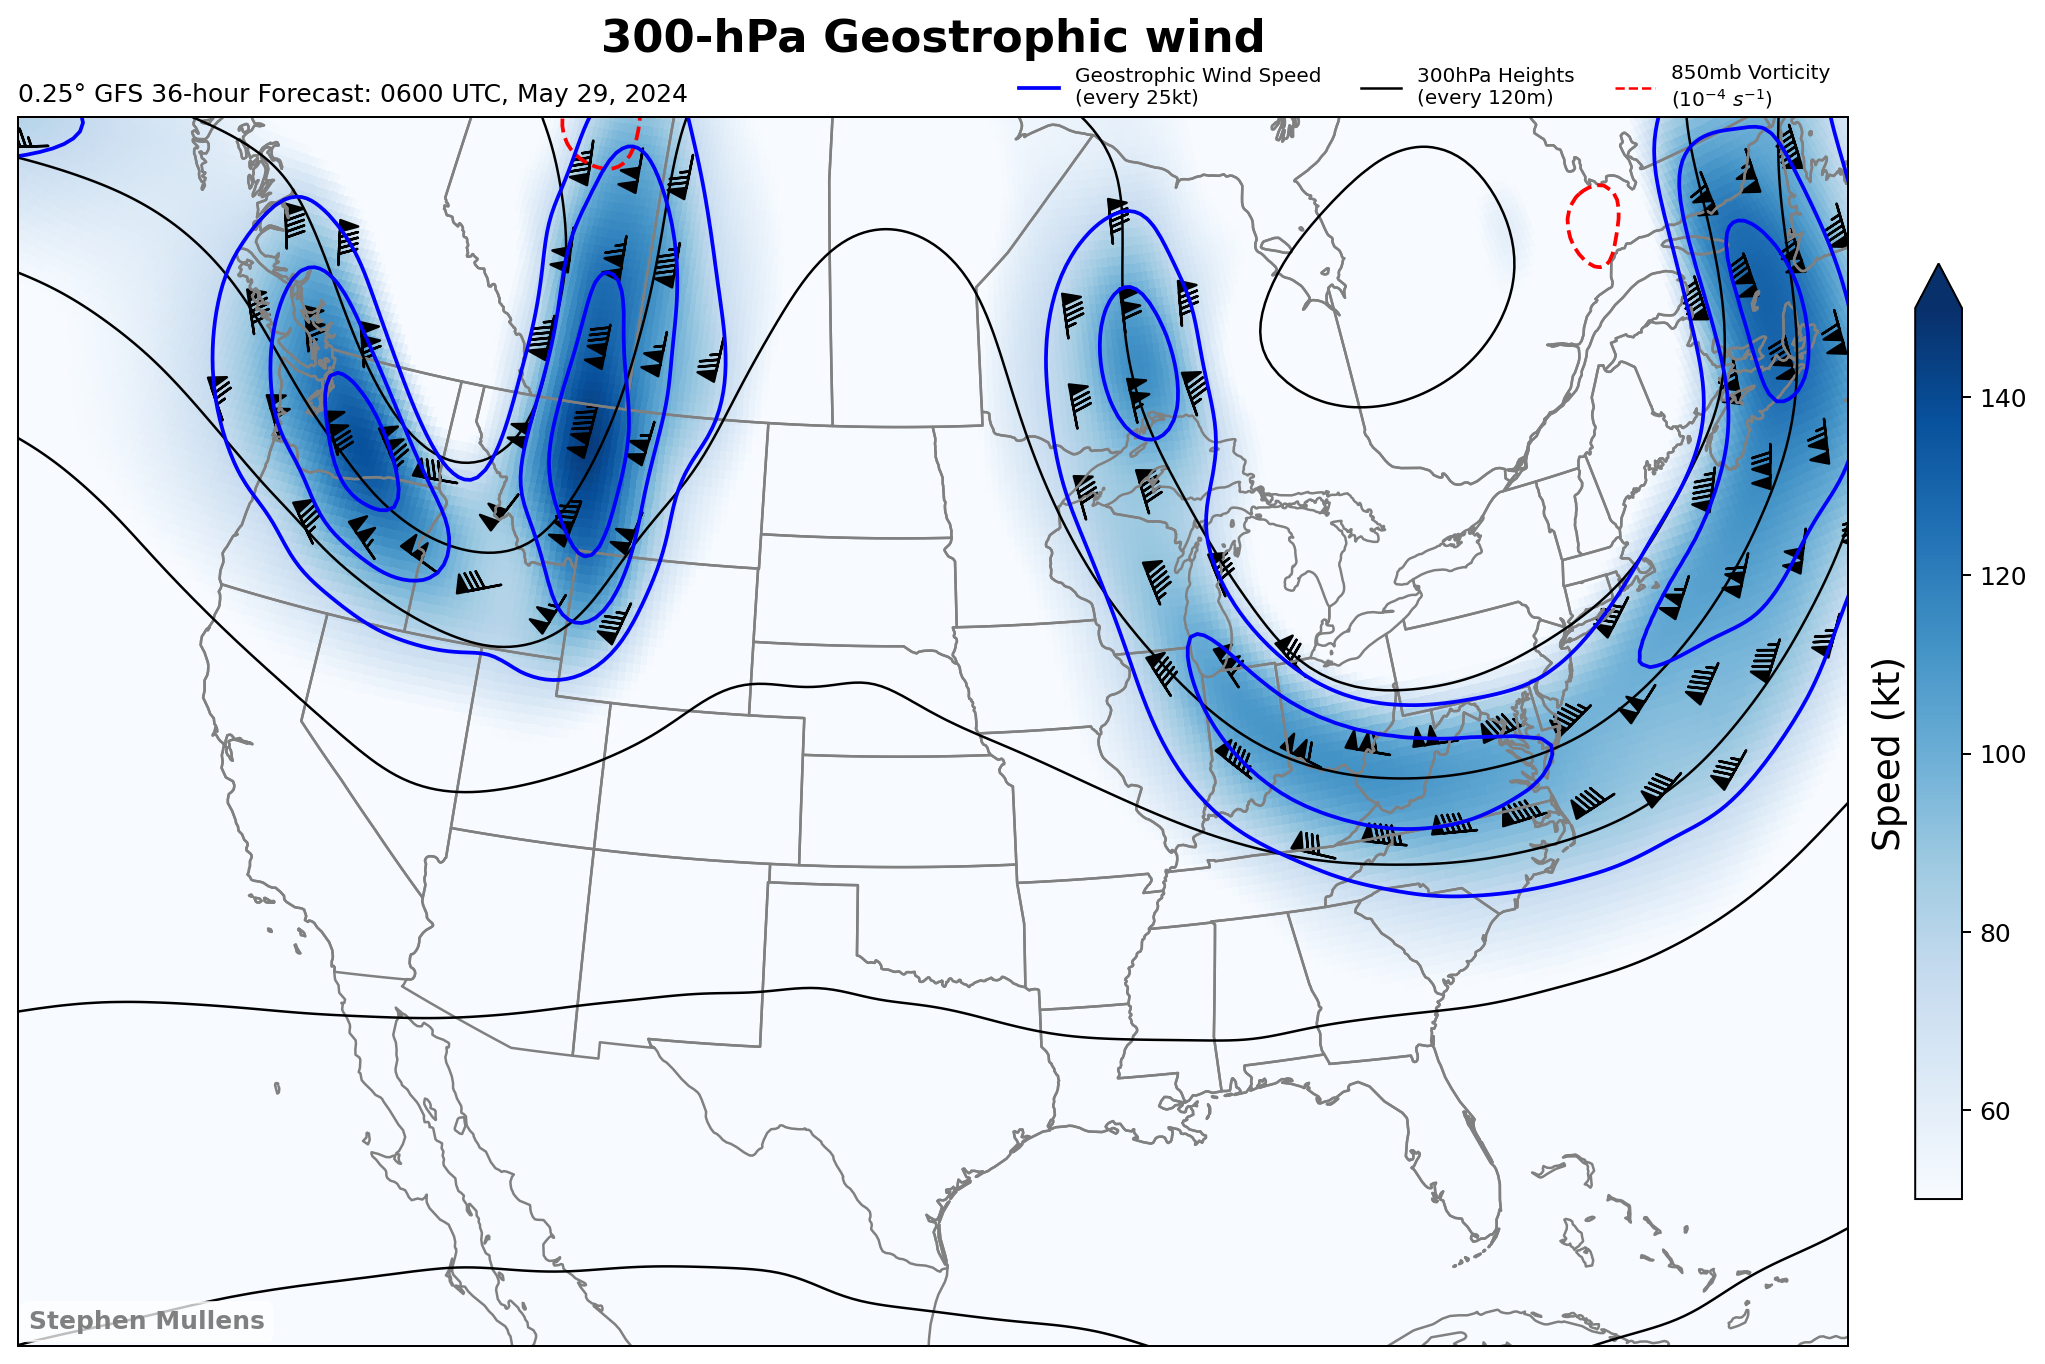 300-hPa Geostrophic wind
0.25° GFS 36-hour Forecast: 0600 UTC, May 29, 2024
Geostrophic Wind Speed
(every 25kt)
300hPa Heights
(every 120m)
850mb Vorticity
(10⁻⁴ s⁻¹)
140
120
100
80
60
Speed (kt)
Stephen Mullens